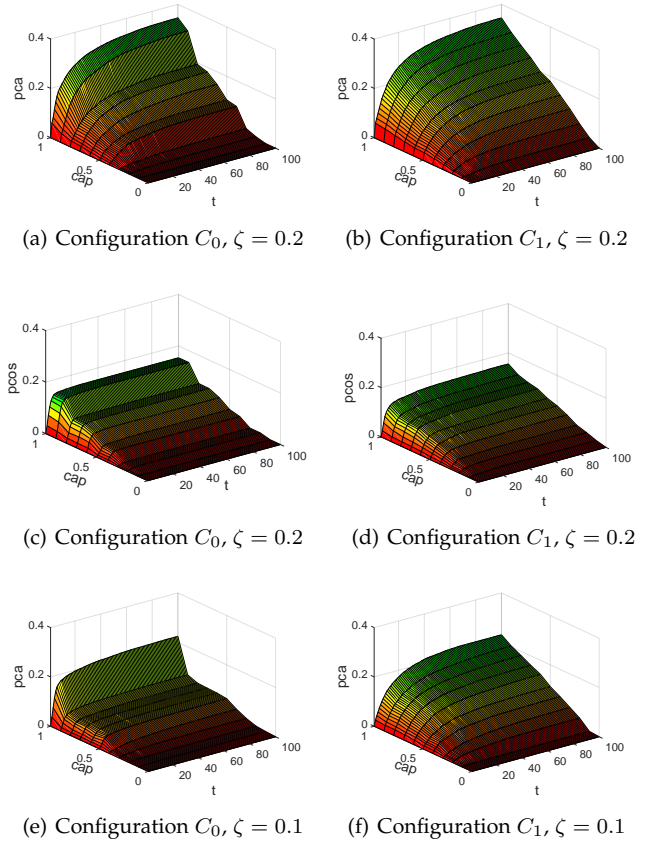 0.4
0.2
0
pca
1
0.5
0
cap
20
40
60
80
100
t
(a) Configuration C₀, ζ = 0.2
0.4
0.2
0
pca
1
0.5
0
cap
20
40
60
80
100
t
(b) Configuration C₁, ζ = 0.2
0.4
0.2
0
pcos
1
0.5
0
cap
20
40
60
80
100
t
(c) Configuration C₀, ζ = 0.2
0.4
0.2
0
pcos
1
0.5
0
cap
20
40
60
80
100
t
(d) Configuration C₁, ζ = 0.2
0.4
0.2
0
pca
1
0.5
0
cap
20
40
60
80
100
t
(e) Configuration C₀, ζ = 0.1
0.4
0.2
0
pca
1
0.5
0
cap
20
40
60
80
100
t
(f) Configuration C₁, ζ = 0.1